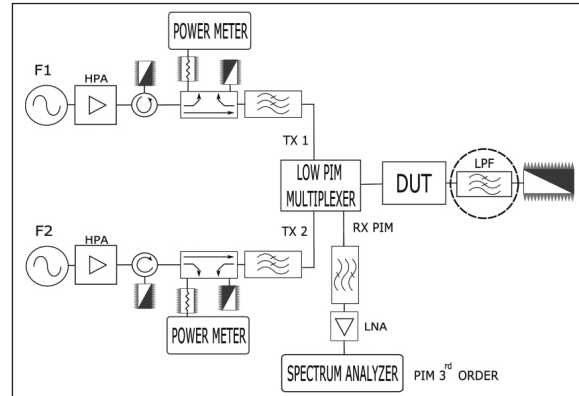 POWER METER
F1
HPA
TX 1
LOW PIM
MULTIPLEXER
DUT
LPF
F2
HPA
TX 2
RX PIM
POWER METER
LNA
SPECTRUM ANALYZER
PIM 3rd ORDER